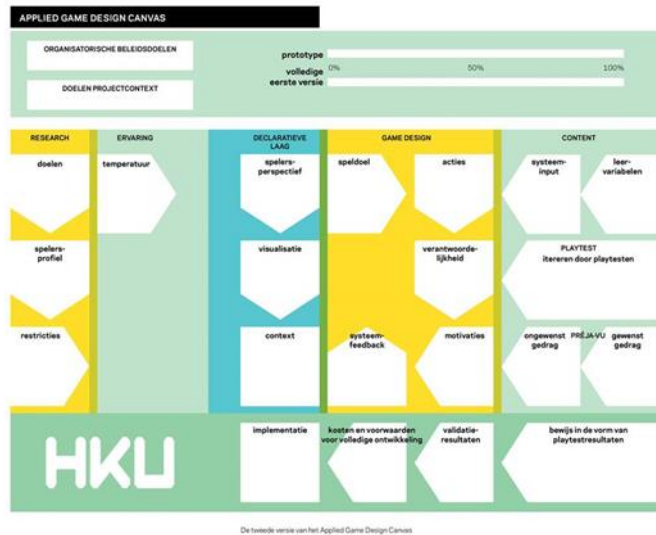 APPLIED GAME DESIGN CANVAS
ORGANISATORISCHE BELEIDSDOELEN
DOELEN PROJECTCONTEXT
prototype
0% 50% 100%
volledige
eerste versie
RESEARCH
ERVARING
DECLARATIEVE
LAAG
GAME DESIGN
CONTENT
doelen
temperatuur
spelers-
perspectief
speldoel
acties
systeem-
input
leer-
variabelen
spelers-
profiel
visualisatie
verantwoorde-
lijkheid
PLAYTEST
itereren door playtesten
restricties
context
systeem-
feedback
motivaties
ongewenst
gedrag
PRÉJA-VU
gewenst
gedrag
HKU
implementatie
kosten en voorwaarden
voor volledige ontwikkeling
validatie-
resultaten
bewijs in de vorm van
playtestresultaten
De tweede versie van het Applied Game Design Canvas